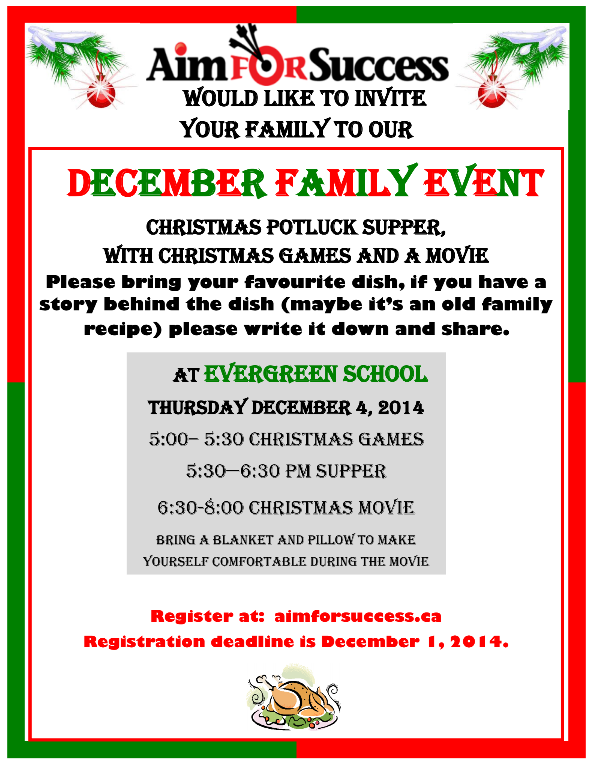 Aim FOR Success
WOULD LIKE TO INVITE
YOUR FAMILY TO OUR
DECEMBER FAMILY EVENT
CHRISTMAS POTLUCK SUPPER,
WITH CHRISTMAS GAMES AND A MOVIE
Please bring your favourite dish, if you have a
story behind the dish (maybe it's an old family
recipe) please write it down and share.
AT EVERGREEN SCHOOL
THURSDAY DECEMBER 4, 2014
5:00– 5:30 CHRISTMAS GAMES
5:30—6:30 PM SUPPER
6:30-8:00 CHRISTMAS MOVIE
BRING A BLANKET AND PILLOW TO MAKE
YOURSELF COMFORTABLE DURING THE MOVIE
Register at: aimforsuccess.ca
Registration deadline is December 1, 2014.